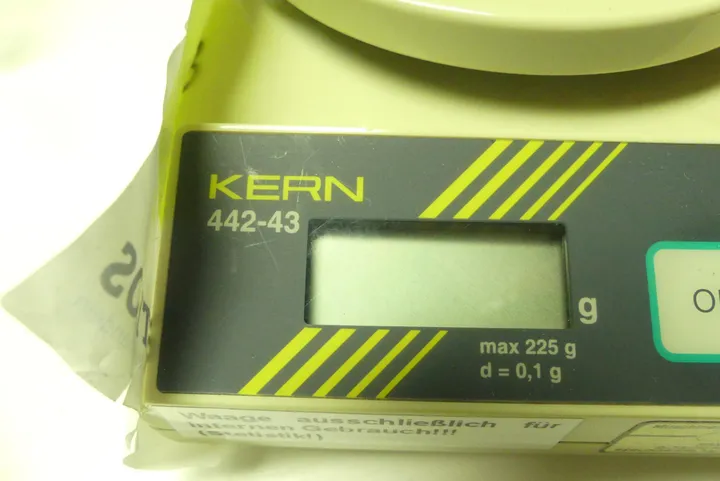 KERN
442-43
g
max 225 g
d = 0,1 g
Waage ausschließlich für
internen Gebrauch!!!
(Statistik!)